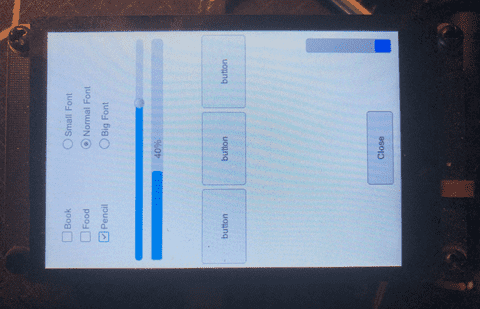 Book
Small Font
Food
Normal Font
Pencil
Big Font
40%
button
button
button
Close